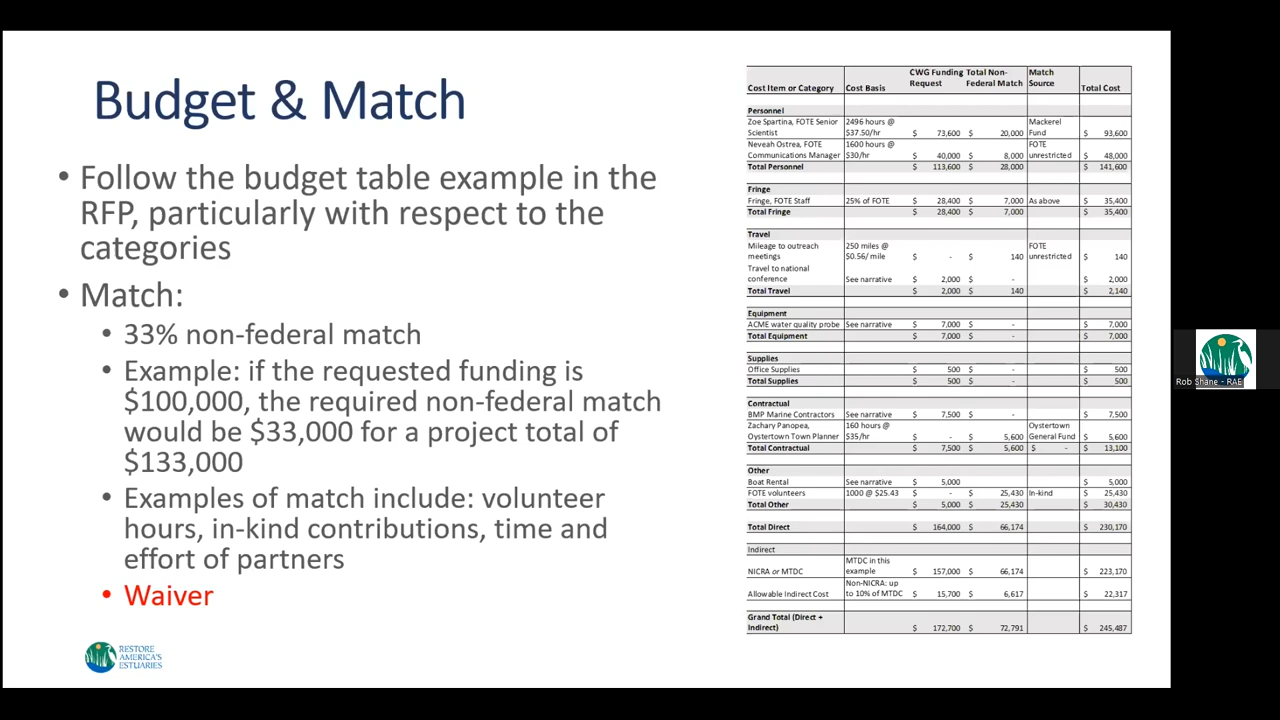 Budget & Match
• Follow the budget table example in the
RFP, particularly with respect to the
categories
• Match:
• 33% non-federal match
• Example: if the requested funding is
$100,000, the required non-federal match
would be $33,000 for a project total of
$133,000
• Examples of match include: volunteer
hours, in-kind contributions, time and
effort of partners
• Waiver
RESTORE
AMERICA'S
ESTUARIES
CWG Funding Total Non- Match
Cost Item or Category Cost Basis Request Federal Match Source Total Cost
Personnel
Zoe Spartina, FOTE Senior 2496 hours @ Mackerel
Scientist $37.50/hr $ 73,600 $ 20,000 Fund $ 93,600
Neveah Ostrea, FOTE 1600 hours @ FOTE
Communications Manager $30/hr $ 40,000 $ 8,000 unrestricted $ 48,000
Total Personnel $ 113,600 $ 28,000 $ 141,600
Fringe
Fringe, FOTE Staff 25% of FOTE $ 28,400 $ 7,000 As above $ 35,400
Total Fringe $ 28,400 $ 7,000 $ 35,400
Travel
Mileage to outreach 250 miles @ FOTE
meetings $0.56/ mile $ - $ 140 unrestricted $ 140
Travel to national
conference See narrative $ 2,000 $ - $ 2,000
Total Travel $ 2,000 $ 140 $ 2,140
Equipment
ACME water quality probe See narrative $ 7,000 $ - $ 7,000
Total Equipment $ 7,000 $ - $ 7,000
Supplies
Office Supplies $ 500 $ - $ 500
Total Supplies $ 500 $ - $ 500
Contractual
BMP Marine Contractors See narrative $ 7,500 $ - $ 7,500
Zachary Panopea, 160 hours @ Oystertown
Oystertown Town Planner $35/hr $ - $ 5,600 General Fund $ 5,600
Total Contractual $ 7,500 $ 5,600 $ - $ 13,100
Other
Boat Rental See narrative $ 5,000 $ 5,000
FOTE volunteers 1000 @ $25.43 $ - $ 25,430 In-kind $ 25,430
Total Other $ 5,000 $ 25,430 $ 30,430
Total Direct $ 164,000 $ 66,174 $ 230,170
Indirect
MTDC in this
NICRA or MTDC example $ 157,000 $ 66,174 $ 223,170
Non-NICRA: up
Allowable Indirect Cost to 10% of MTDC $ 15,700 $ 6,617 $ 22,317
Grand Total (Direct +
Indirect) $ 172,700 $ 72,791 $ 245,487
Rob Shane - RAE